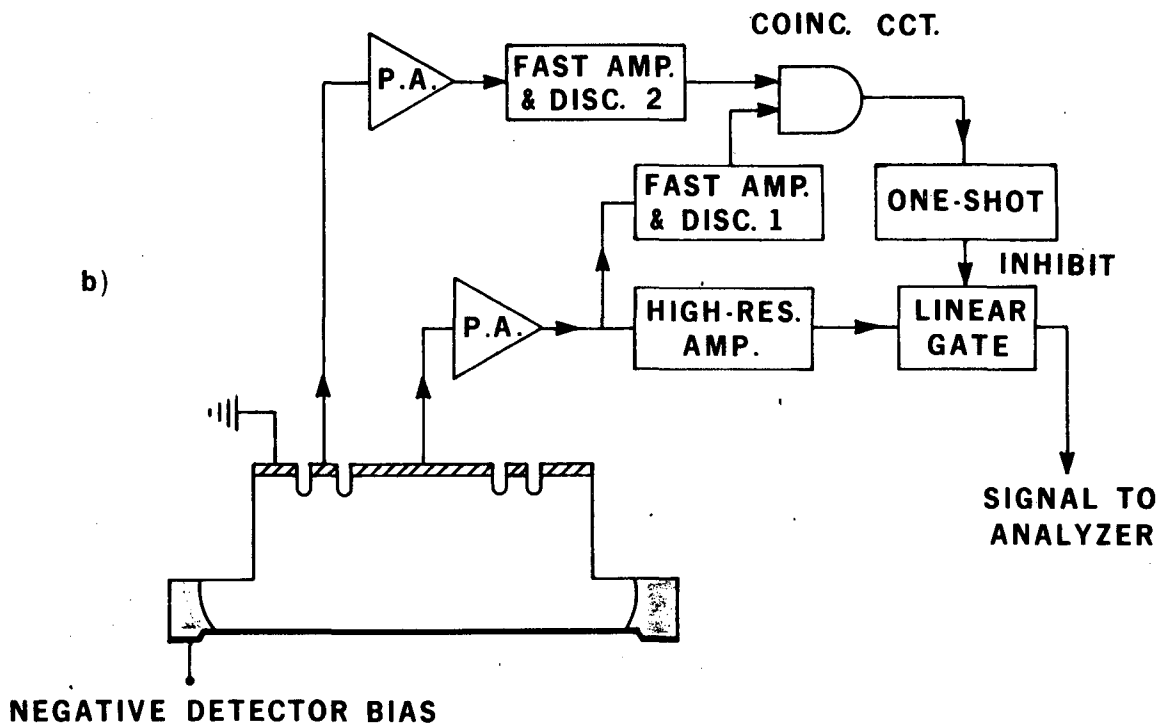 COINC. CCT.
P.A.
FAST AMP.
& DISC. 2
FAST AMP.
& DISC. 1
ONE-SHOT
INHIBIT
b)
P.A.
HIGH-RES.
AMP.
LINEAR
GATE
SIGNAL TO
ANALYZER
NEGATIVE DETECTOR BIAS